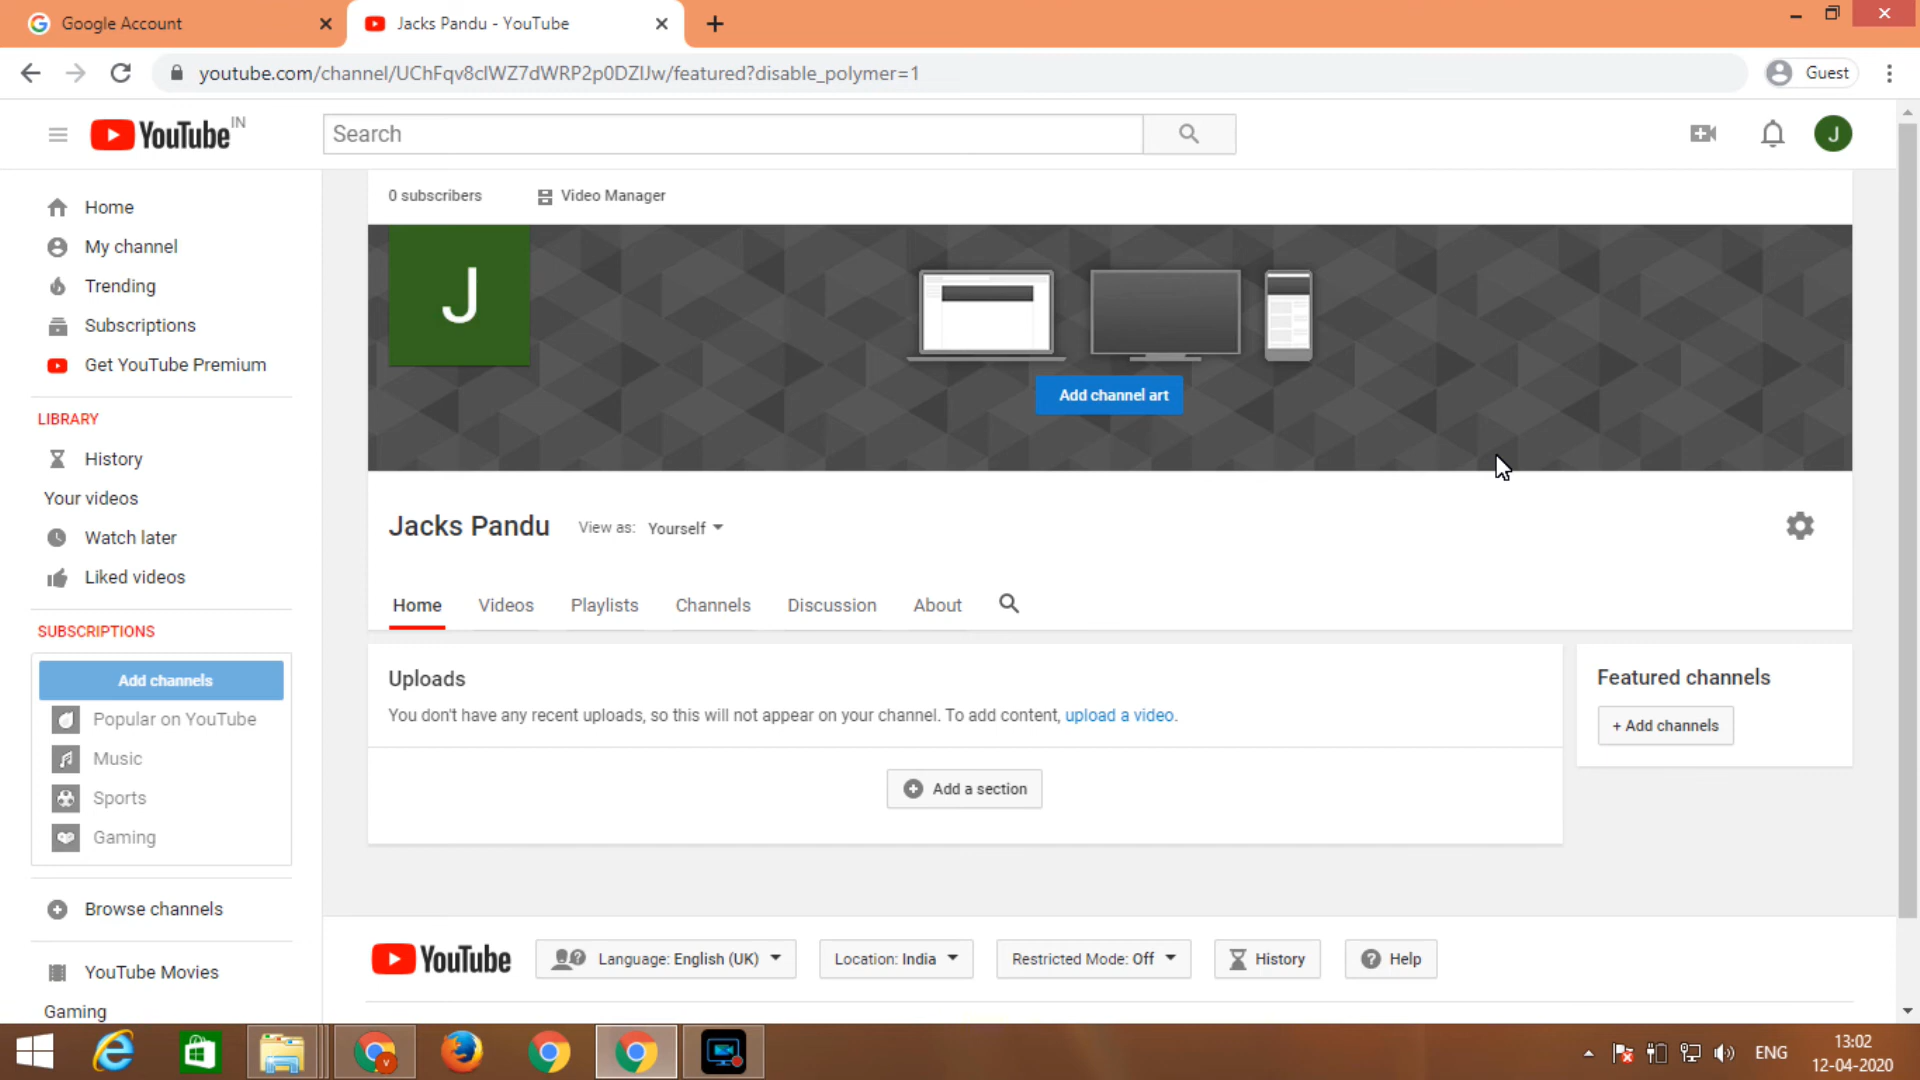 Google Account
Jacks Pandu - YouTube
youtube.com/channel/UChFqv8clWZ7dWRP2p0DZIJw/featured?disable_polymer=1
Guest
YouTube IN
Search
J
0 subscribers
Video Manager
Home
My channel
Trending
Subscriptions
Get YouTube Premium
LIBRARY
History
Your videos
Watch later
Liked videos
SUBSCRIPTIONS
Add channels
Popular on YouTube
Music
Sports
Gaming
Browse channels
YouTube Movies
Gaming
J
Add channel art
Jacks Pandu
View as: Yourself
Home
Videos
Playlists
Channels
Discussion
About
Uploads
You don't have any recent uploads, so this will not appear on your channel. To add content, upload a video.
Add a section
Featured channels
+ Add channels
YouTube
Language: English (UK)
Location: India
Restricted Mode: Off
History
Help
V
ENG
13:02
12-04-2020